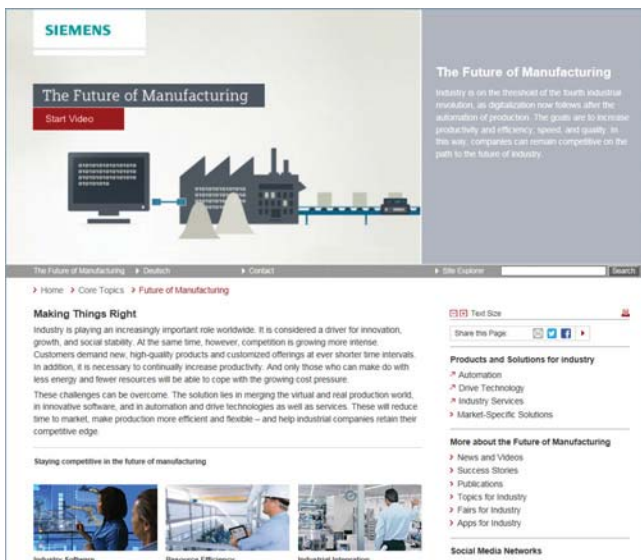 SIEMENS
The Future of Manufacturing
Start Video
The Future of Manufacturing
Industry is on the threshold of the fourth industrial
revolution, as digitalization now follows after the
automation of production. The goals are to increase
productivity and efficiency, speed, and quality. In
this way, companies can remain competitive on the
path to the future of industry.
The Future of Manufacturing Deutsch Contact Site Explorer Search
Home Core Topics Future of Manufacturing
Making Things Right
Industry is playing an increasingly important role worldwide. It is considered a driver for innovation,
growth, and social stability. At the same time, however, competition is growing more intense.
Customers demand new, high-quality products and customized offerings at ever shorter time intervals.
In addition, it is necessary to continually increase productivity. And only those who can make do with
less energy and fewer resources will be able to cope with the growing cost pressure.
These challenges can be overcome. The solution lies in merging the virtual and real production world,
in innovative software, and in automation and drive technologies as well as services. These will reduce
time to market, make production more efficient and flexible – and help industrial companies retain their
competitive edge.
Staying competitive in the future of manufacturing
Industry Software Resource Efficiency Industrial Integration
Text Size
Share this Page:
Products and Solutions for industry
Automation
Drive Technology
Industry Services
Market-Specific Solutions
More about the Future of Manufacturing
News and Videos
Success Stories
Publications
Topics for Industry
Fairs for Industry
Apps for Industry
Social Media Networks